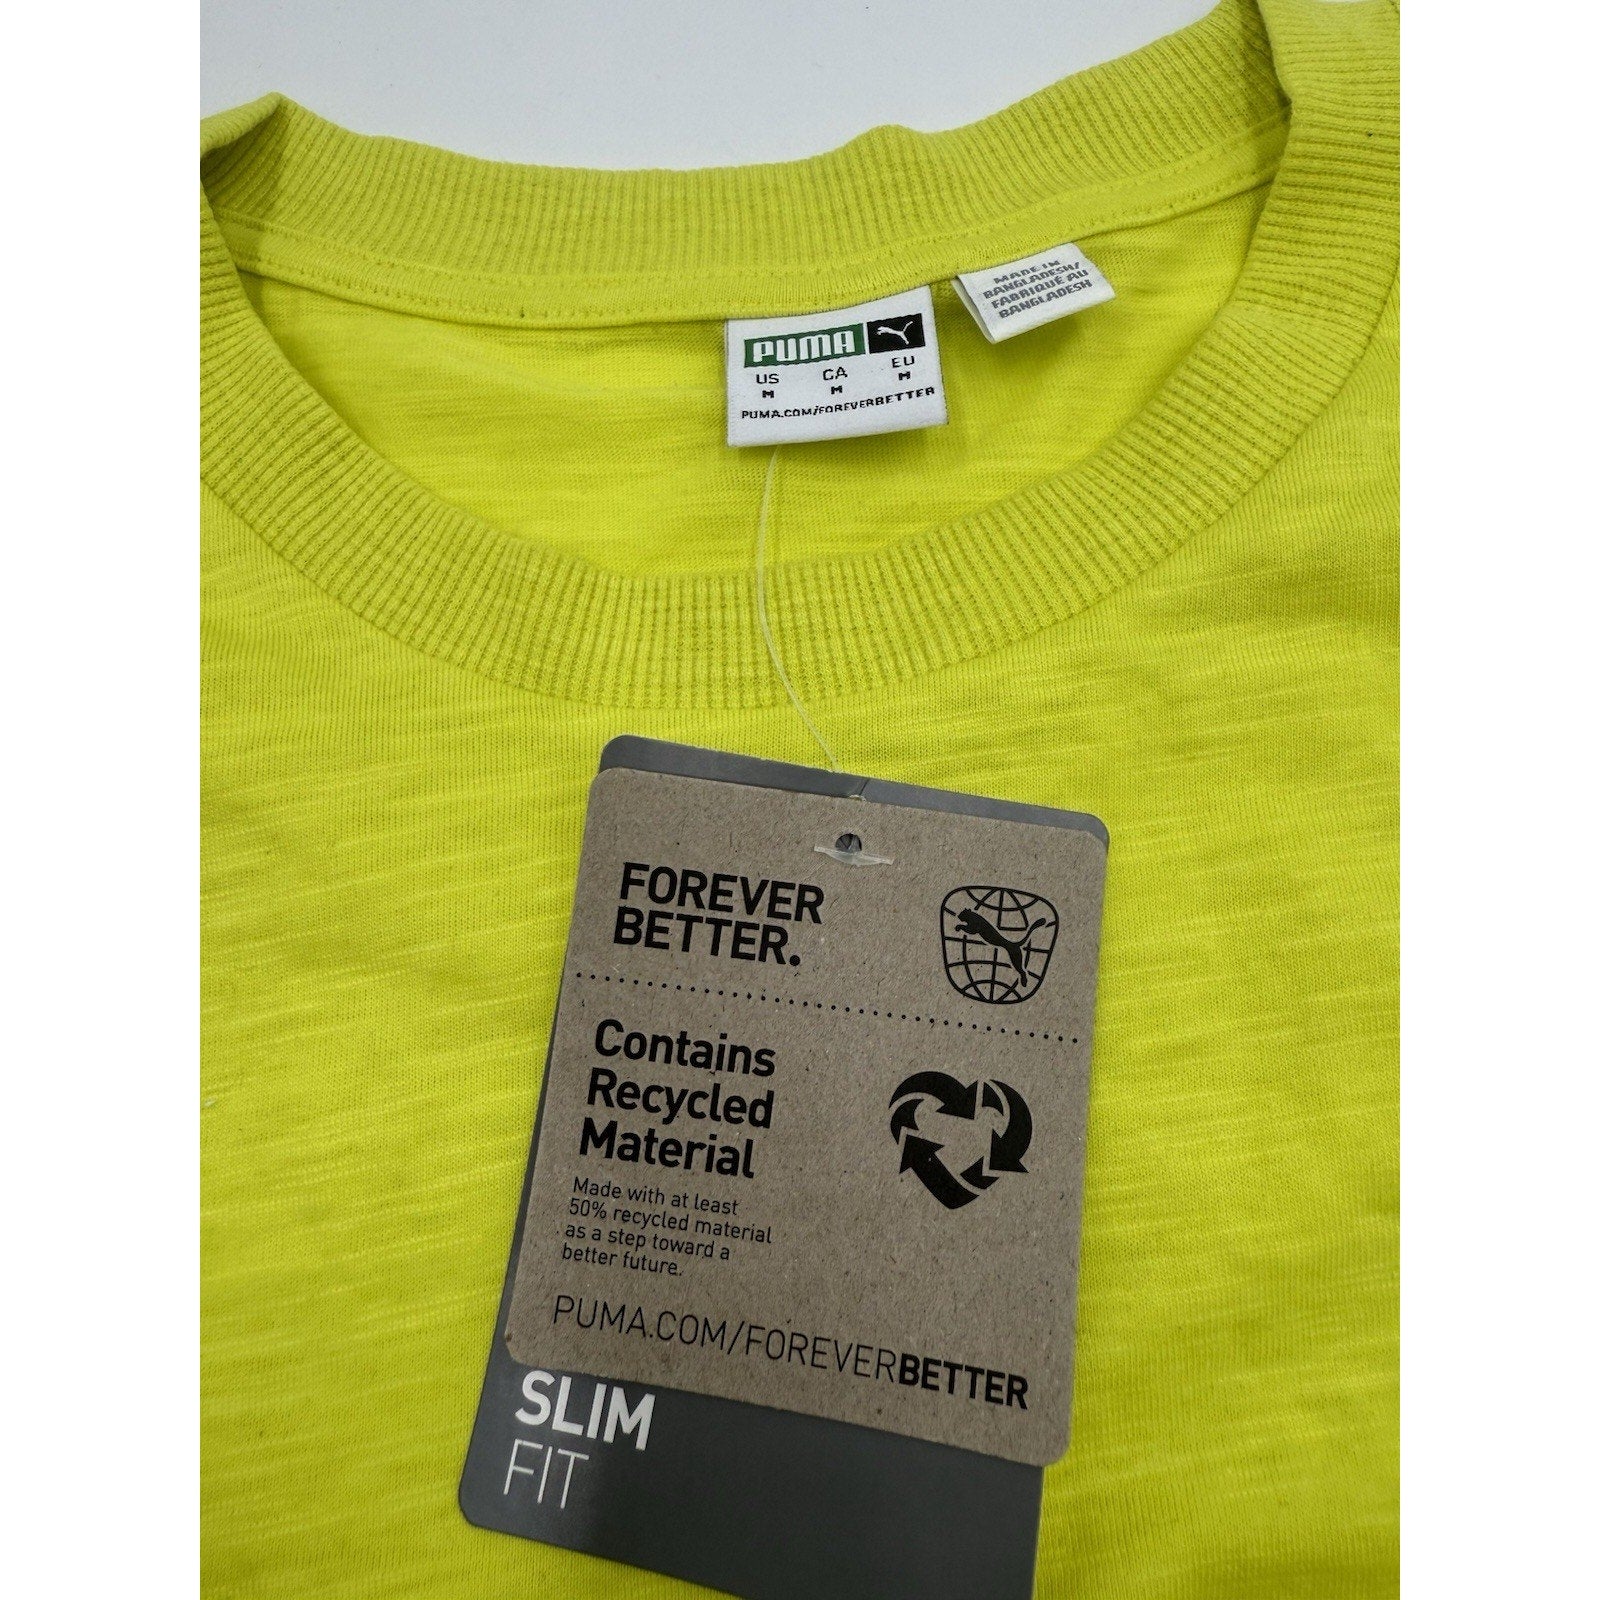 MADE IN
BANGLADESH/
FABRIQUÉ AU
BANGLADESH
PUMA
US CA EU
M M M
PUMA.COM/FOREVERBETTER
FOREVER
BETTER.
Contains
Recycled
Material
Made with at least
50% recycled material
as a step toward a
better future.
PUMA.COM/FOREVERBETTER
SLIM
FIT